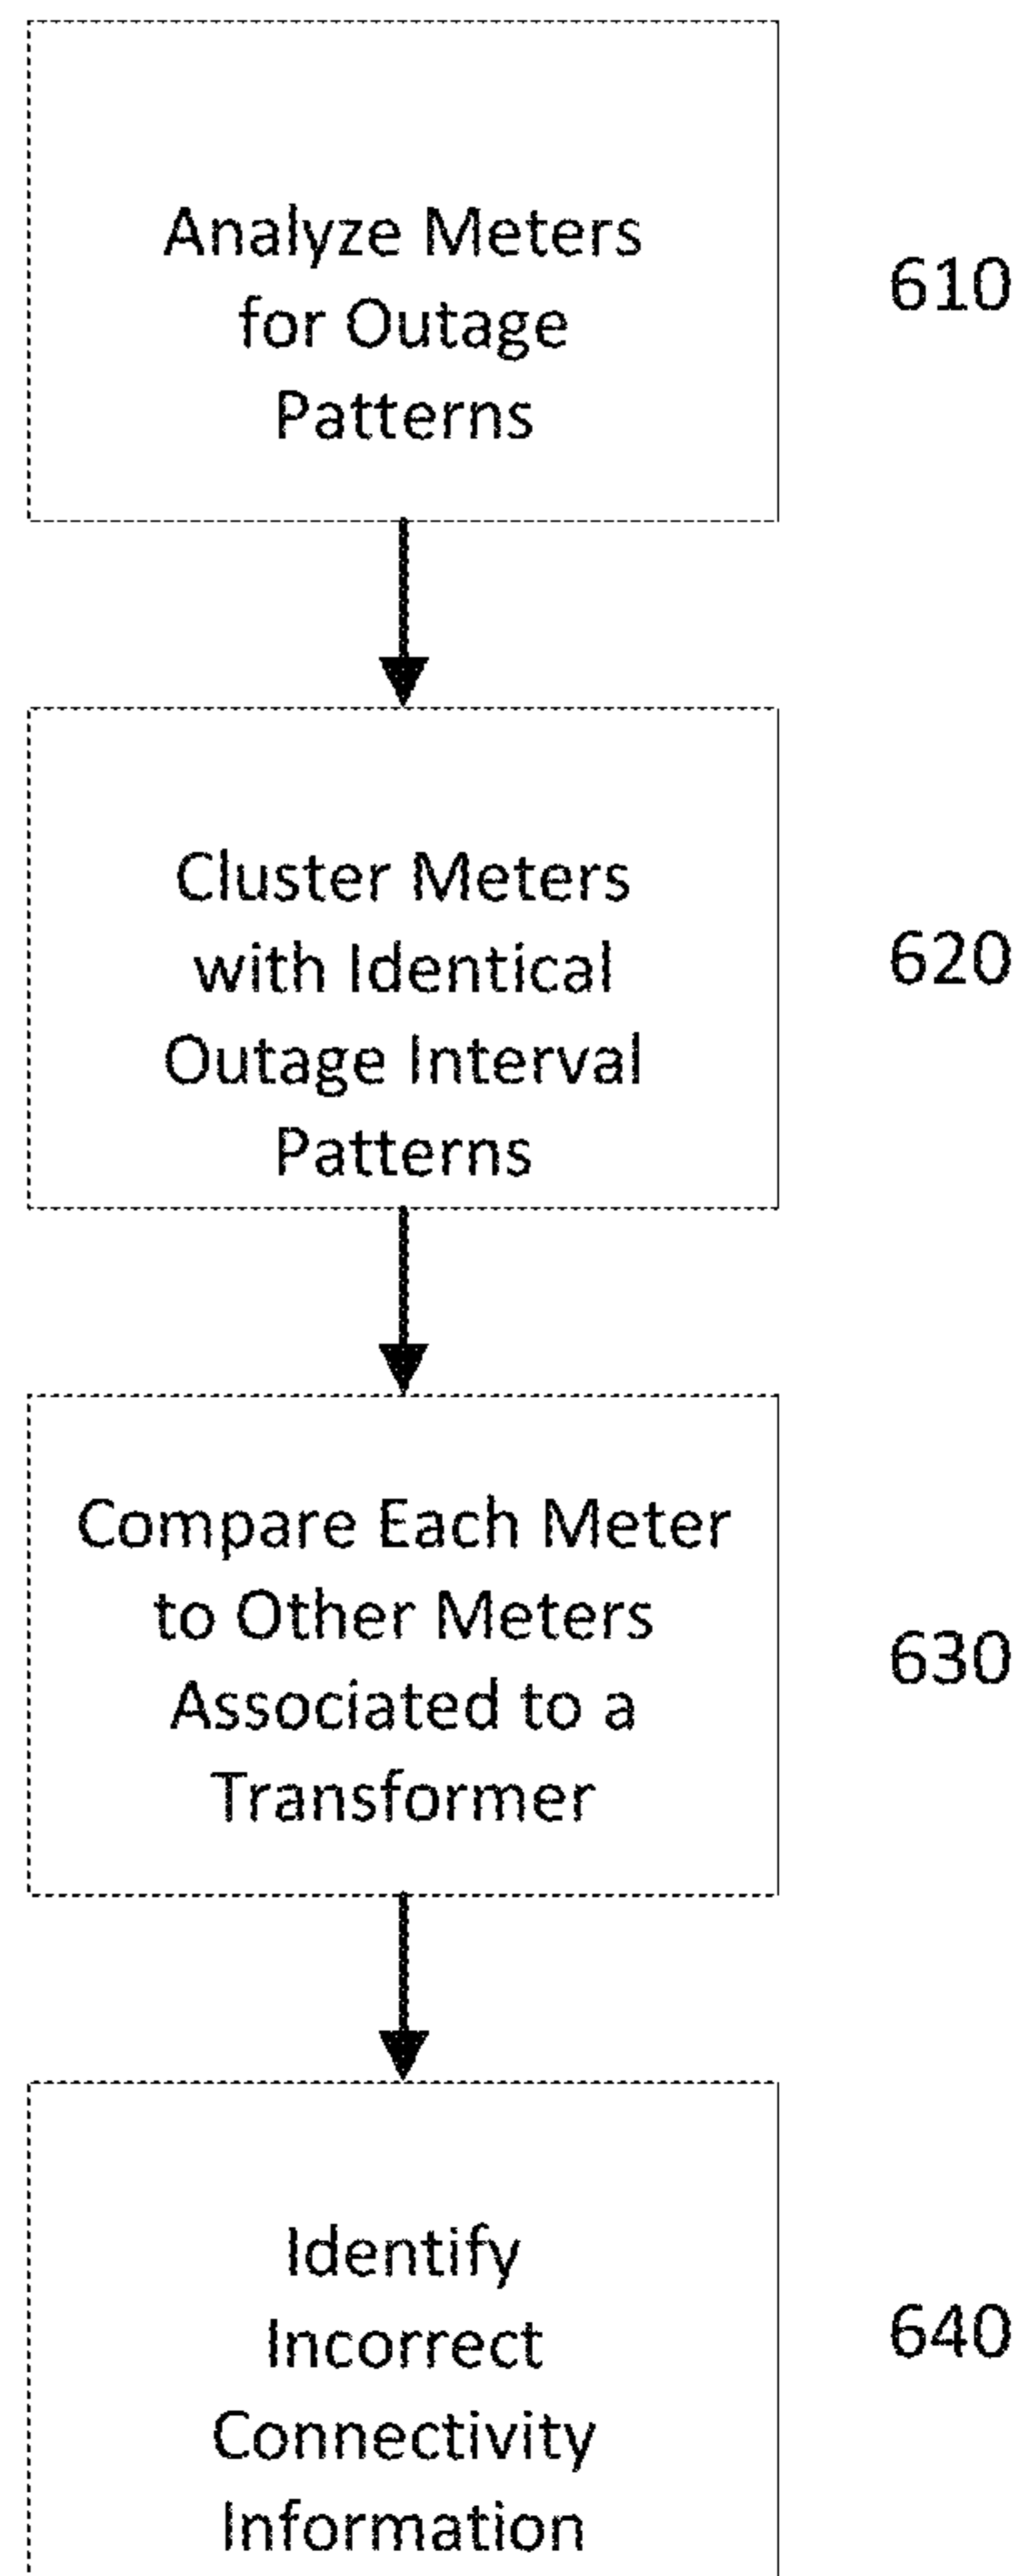 Analyze Meters
for Outage
Patterns
610
Cluster Meters
with Identical
Outage Interval
Patterns
620
Compare Each Meter
to Other Meters
Associated to a
Transformer
630
Identify
Incorrect
Connectivity
Information
640